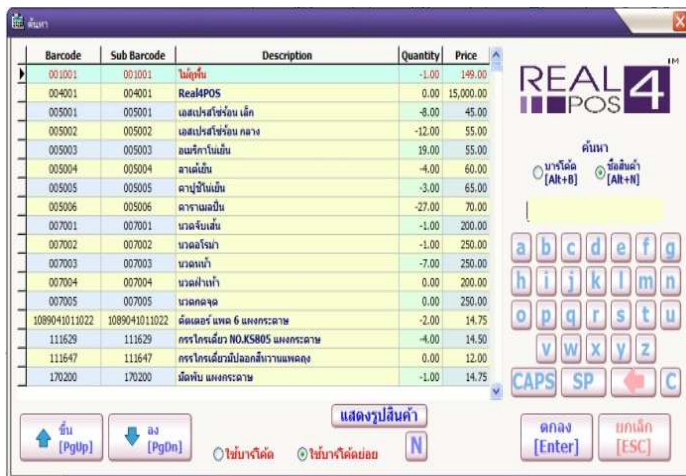 ค้นหา
Barcode Sub Barcode Description Quantity Price
001001 001001 ไม้ถูพื้น -1.00 149.00
004001 004001 Real4POS 0.00 15,000.00
005001 005001 เอสเปรสโซ่ร้อน เล็ก -8.00 45.00
005002 005002 เอสเปรสโซ่ร้อน กลาง -12.00 55.00
005003 005003 อเมริกาโน่เย็น 19.00 55.00
005004 005004 ลาเต้เย็น -4.00 60.00
005005 005005 คาปูชิโน่เย็น -3.00 65.00
005006 005006 คาราเมลปั่น -27.00 70.00
007001 007001 นวดจับเส้น -1.00 200.00
007002 007002 นวดอโรม่า -1.00 250.00
007003 007003 นวดหน้า -7.00 250.00
007004 007004 นวดฝ่าเท้า 0.00 200.00
007005 007005 นวดกดจุด 0.00 250.00
1089041011022 1089041011022 คัตเตอร์ แพค 6 แผงกระดาษ -2.00 14.75
111629 111629 กรรไกรเดี่ยว NO.KS805 แผงกระดาษ -4.00 14.50
111647 111647 กรรไกรเดี่ยวมีปลอกสีหวานแพคถุง 0.00 12.00
170200 170200 มีดพับ แผงกระดาษ -1.00 14.75
ขึ้น
[PgUp]
ลง
[PgDn]
แสดงรูปสินค้า
ใช้บาร์โค้ด ใช้บาร์โค้ดย่อย N
REAL 4 TM
POS
ค้นหา
บาร์โค้ด ชื่อสินค้า
[Alt+B] [Alt+N]
a b c d e f g
h i j k l m n
o p q r s t u
v w x y z
CAPS SP C
ตกลง
[Enter]
ยกเลิก
[ESC]